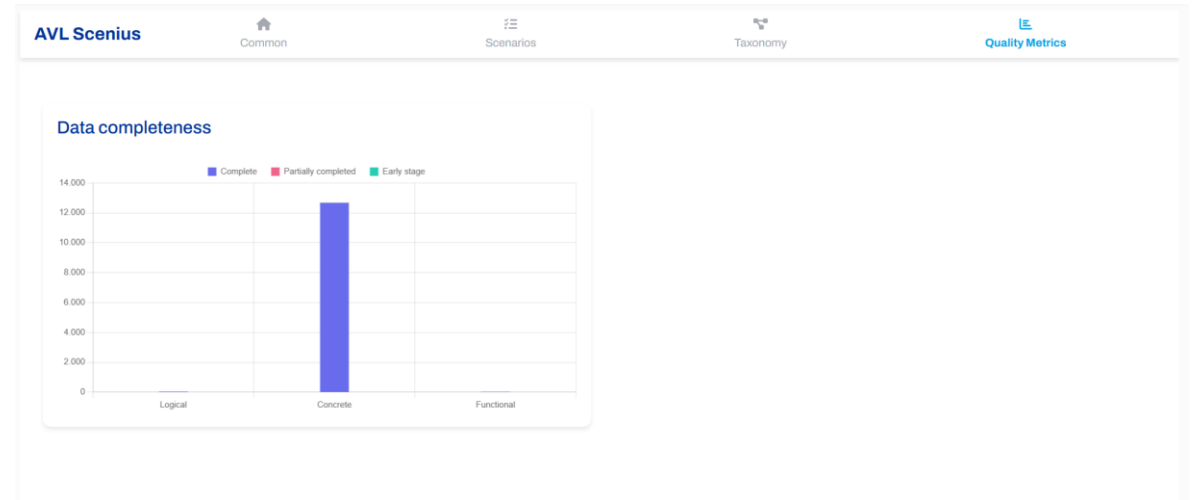 AVL Scenius
Common
Scenarios
Taxonomy
Quality Metrics
Data completeness
Complete Partially completed Early stage
14.000
12.000
10.000
8.000
6.000
4.000
2.000
0
Logical Concrete Functional